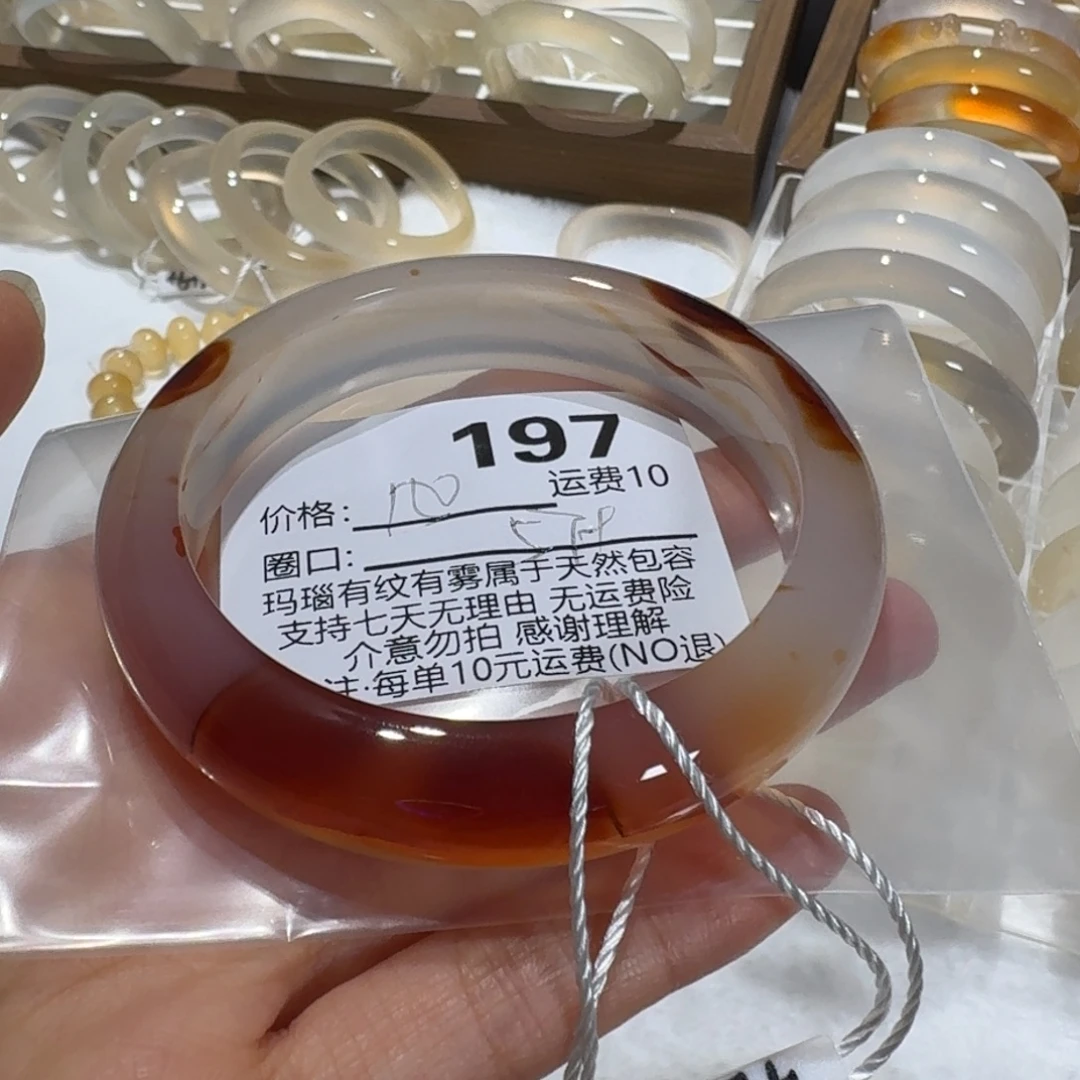 197
运费10
价格:
圈口:
玛瑙有纹有雾属于天然包容
支持七天无理由 无运费险
介意勿拍 感谢理解
注:每单10元运费(NO退)